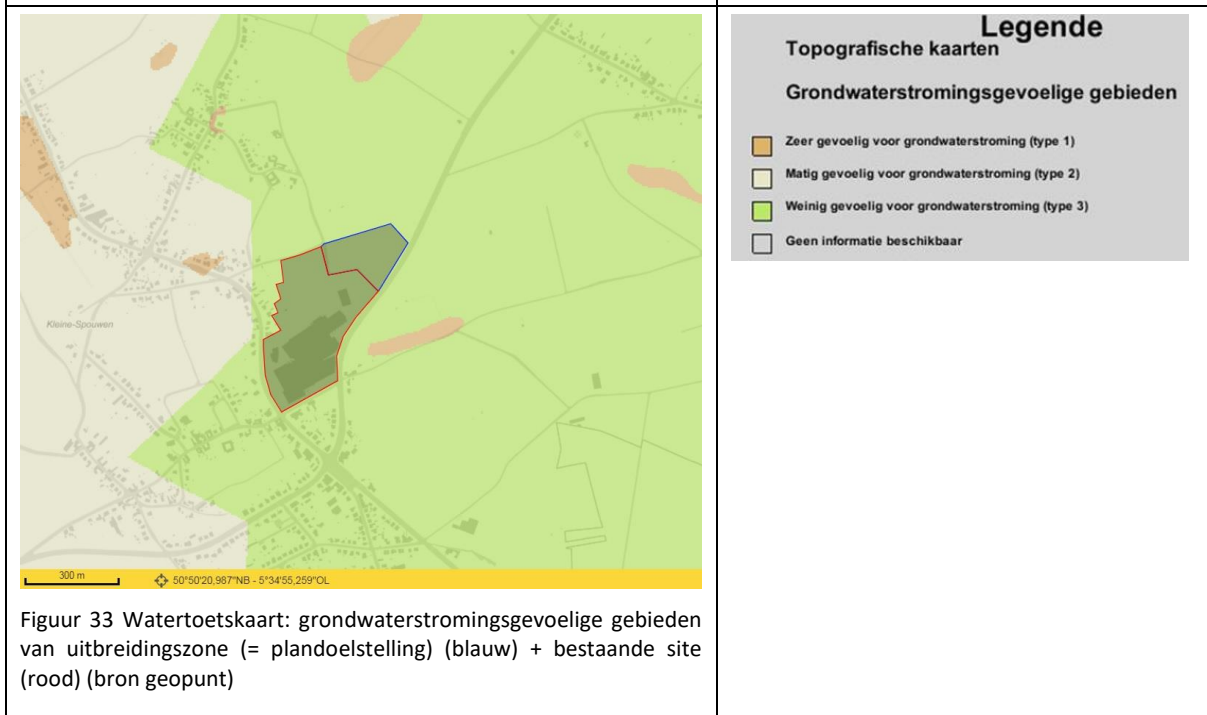 Kleine-Spouwen
300 m
50°50'20,987"NB - 5°34'55,259"OL
Figuur 33 Watertoetskaart: grondwaterstromingsgevoelige gebieden
van uitbreidingszone (= plandoelstelling) (blauw) + bestaande site
(rood) (bron geopunt)
Legende
Topografische kaarten
Grondwaterstromingsgevoelige gebieden
Zeer gevoelig voor grondwaterstroming (type 1)
Matig gevoelig voor grondwaterstroming (type 2)
Weinig gevoelig voor grondwaterstroming (type 3)
Geen informatie beschikbaar